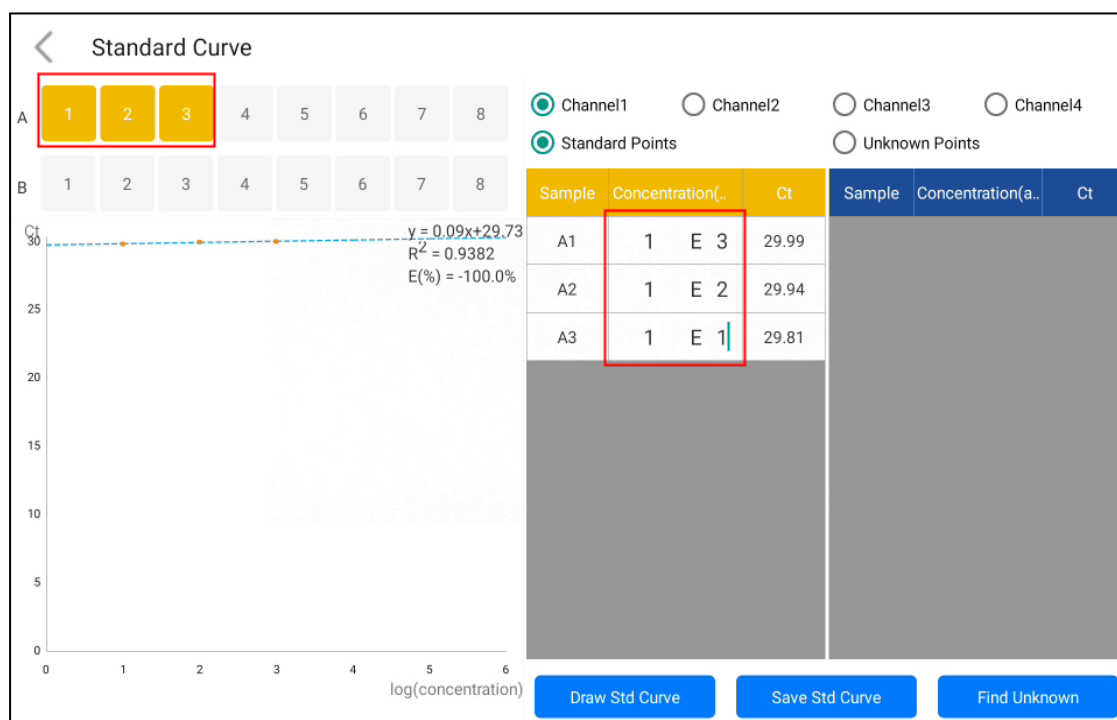 Standard Curve
A 1 2 3 4 5 6 7 8
B 1 2 3 4 5 6 7 8
Channel1 Channel2 Channel3 Channel4
Standard Points Unknown Points
Sample Concentration(.. Ct
A1 1 E 3 29.99
A2 1 E 2 29.94
A3 1 E 1 29.81
Sample Concentration(a.. Ct
Ct
y = 0.09x+29.73
R2 = 0.9382
E(%) = -100.0%
30
25
20
15
10
5
0
0 1 2 3 4 5 6
log(concentration)
Draw Std Curve Save Std Curve Find Unknown